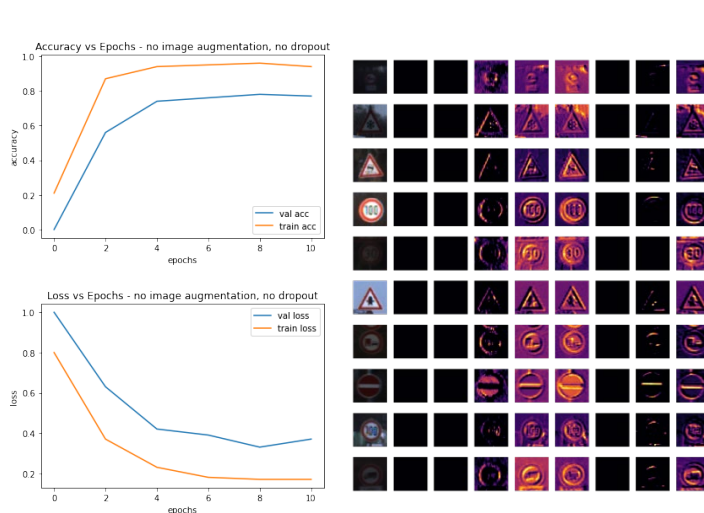 Accuracy vs Epochs - no image augmentation, no dropout
1.0
0.8
0.6
0.4
0.2
0.0
accuracy
val acc
train acc
0 2 4 6 8 10
epochs
Loss vs Epochs - no image augmentation, no dropout
1.0
0.8
0.6
0.4
0.2
loss
val loss
train loss
0 2 4 6 8 10
epochs
100